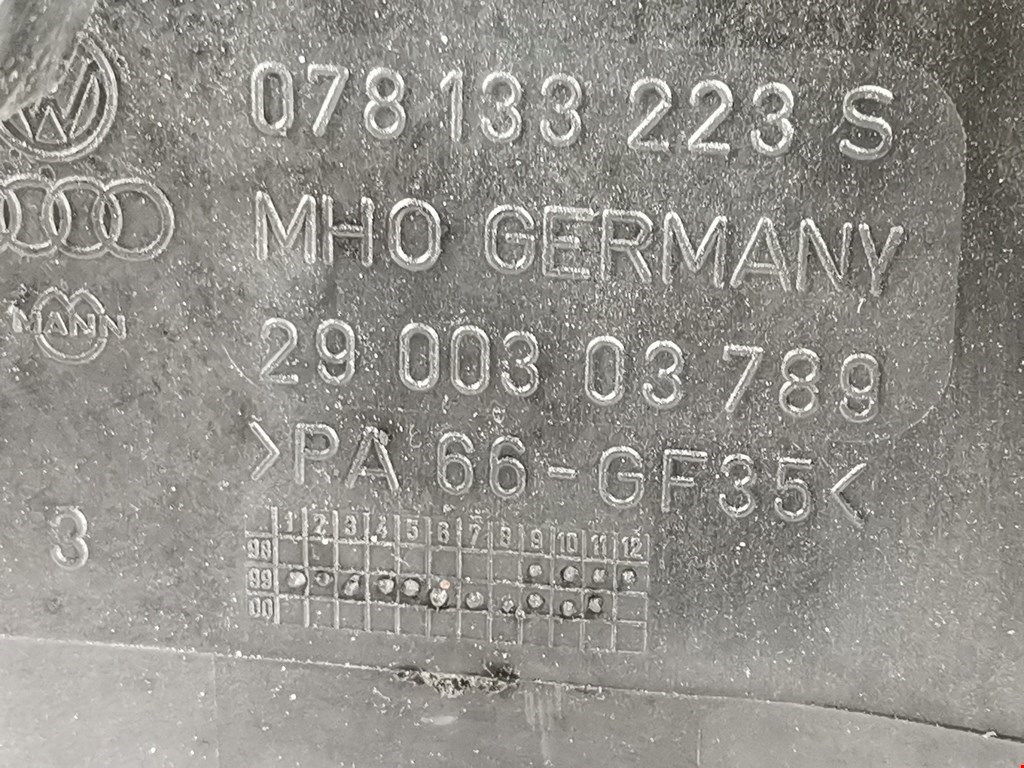 078 133 223 S
MHO GERMANY
MANN
29 003 03 789
>PA 66-GF35<
3
1 2 3 4 5 6 7 8 9 10 11 12
98
99
00